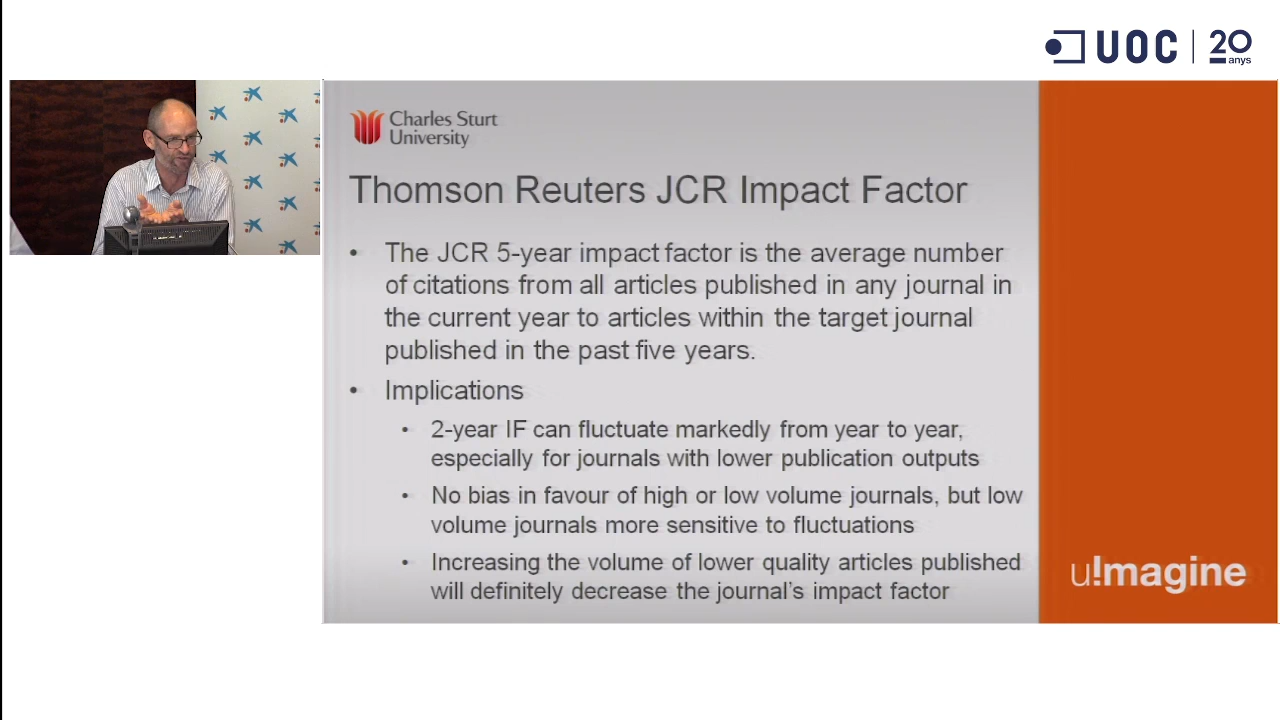 UOC
20
anys
Charles Sturt
University
Thomson Reuters JCR Impact Factor
• The JCR 5-year impact factor is the average number
of citations from all articles published in any journal in
the current year to articles within the target journal
published in the past five years.
• Implications
• 2-year IF can fluctuate markedly from year to year,
especially for journals with lower publication outputs
• No bias in favour of high or low volume journals, but low
volume journals more sensitive to fluctuations
• Increasing the volume of lower quality articles published
will definitely decrease the journal's impact factor
u!magine